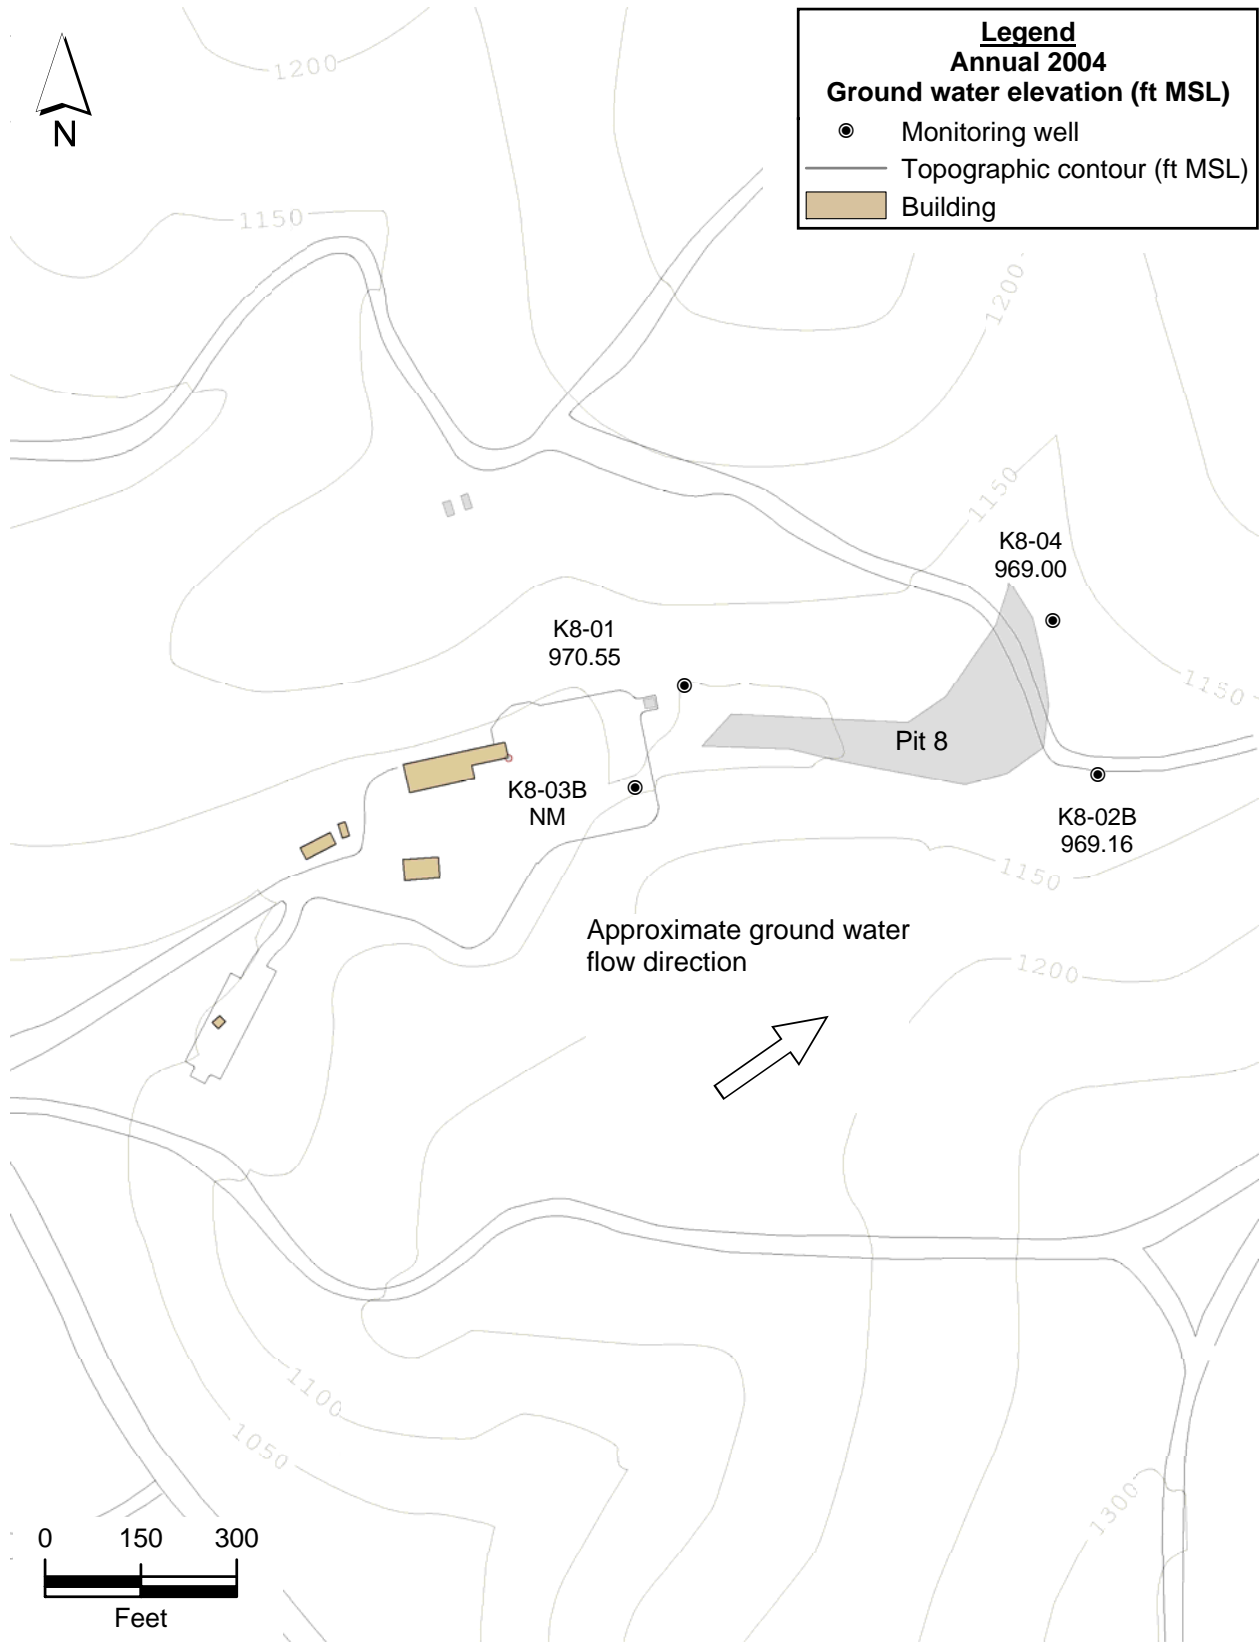 Legend
Annual 2004
Ground water elevation (ft MSL)
Monitoring well
Topographic contour (ft MSL)
Building
N
1200
1150
1200
1150
K8-04
969.00
K8-01
970.55
1150
Pit 8
K8-03B
NM
K8-02B
969.16
1150
Approximate ground water
flow direction
1200
1100
1050
1300
0 150 300
Feet